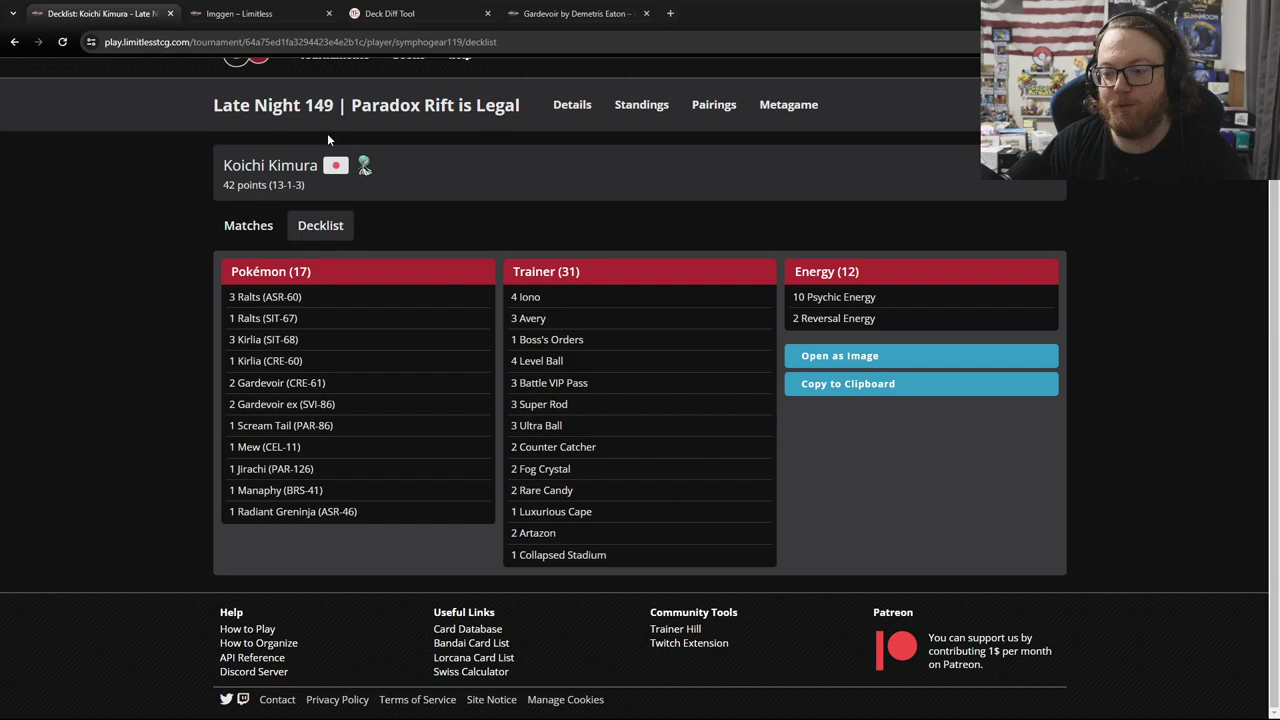 Decklist: Koichi Kimura - Late N
Imggen – Limitless
Deck Diff Tool
Gardevoir by Demetris Eaton –
play.limitlesstcg.com/tournament/64a75ed1fa3294423e4e2b1c/player/symphogear119/decklist
Late Night 149 | Paradox Rift is Legal
Details
Standings
Pairings
Metagame
Koichi Kimura
42 points (13-1-3)
Matches
Decklist
Pokémon (17)
3 Ralts (ASR-60)
1 Ralts (SIT-67)
3 Kirlia (SIT-68)
1 Kirlia (CRE-60)
2 Gardevoir (CRE-61)
2 Gardevoir ex (SVI-86)
1 Scream Tail (PAR-86)
1 Mew (CEL-11)
1 Jirachi (PAR-126)
1 Manaphy (BRS-41)
1 Radiant Greninja (ASR-46)
Trainer (31)
4 Iono
3 Avery
1 Boss's Orders
4 Level Ball
3 Battle VIP Pass
3 Super Rod
3 Ultra Ball
2 Counter Catcher
2 Fog Crystal
2 Rare Candy
1 Luxurious Cape
2 Artazon
1 Collapsed Stadium
Energy (12)
10 Psychic Energy
2 Reversal Energy
Open as Image
Copy to Clipboard
Help
How to Play
How to Organize
API Reference
Discord Server
Useful Links
Card Database
Bandai Card List
Lorcana Card List
Swiss Calculator
Community Tools
Trainer Hill
Twitch Extension
Patreon
You can support us by
contributing 1$ per month
on Patreon.
Contact
Privacy Policy
Terms of Service
Site Notice
Manage Cookies